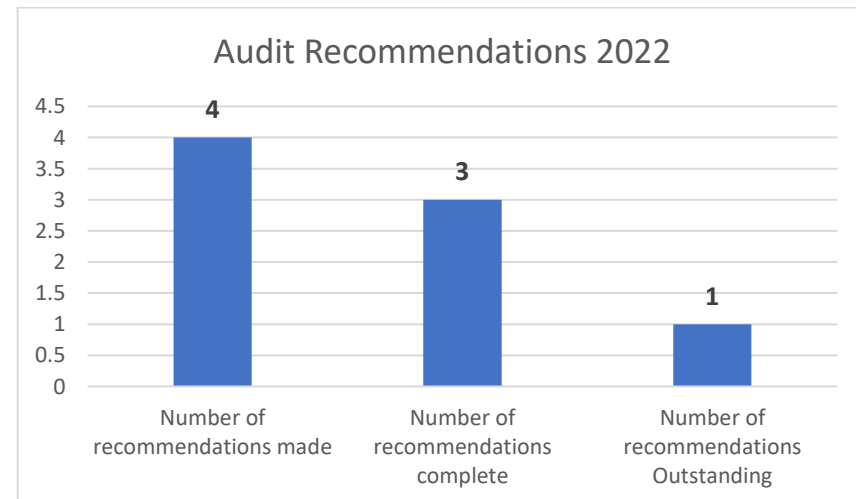 Audit Recommendations 2022
4.5
4
3.5
3
2.5
2
1.5
1
0.5
0
4
3
1
Number of
recommendations made
Number of
recommendations
complete
Number of
recommendations
Outstanding